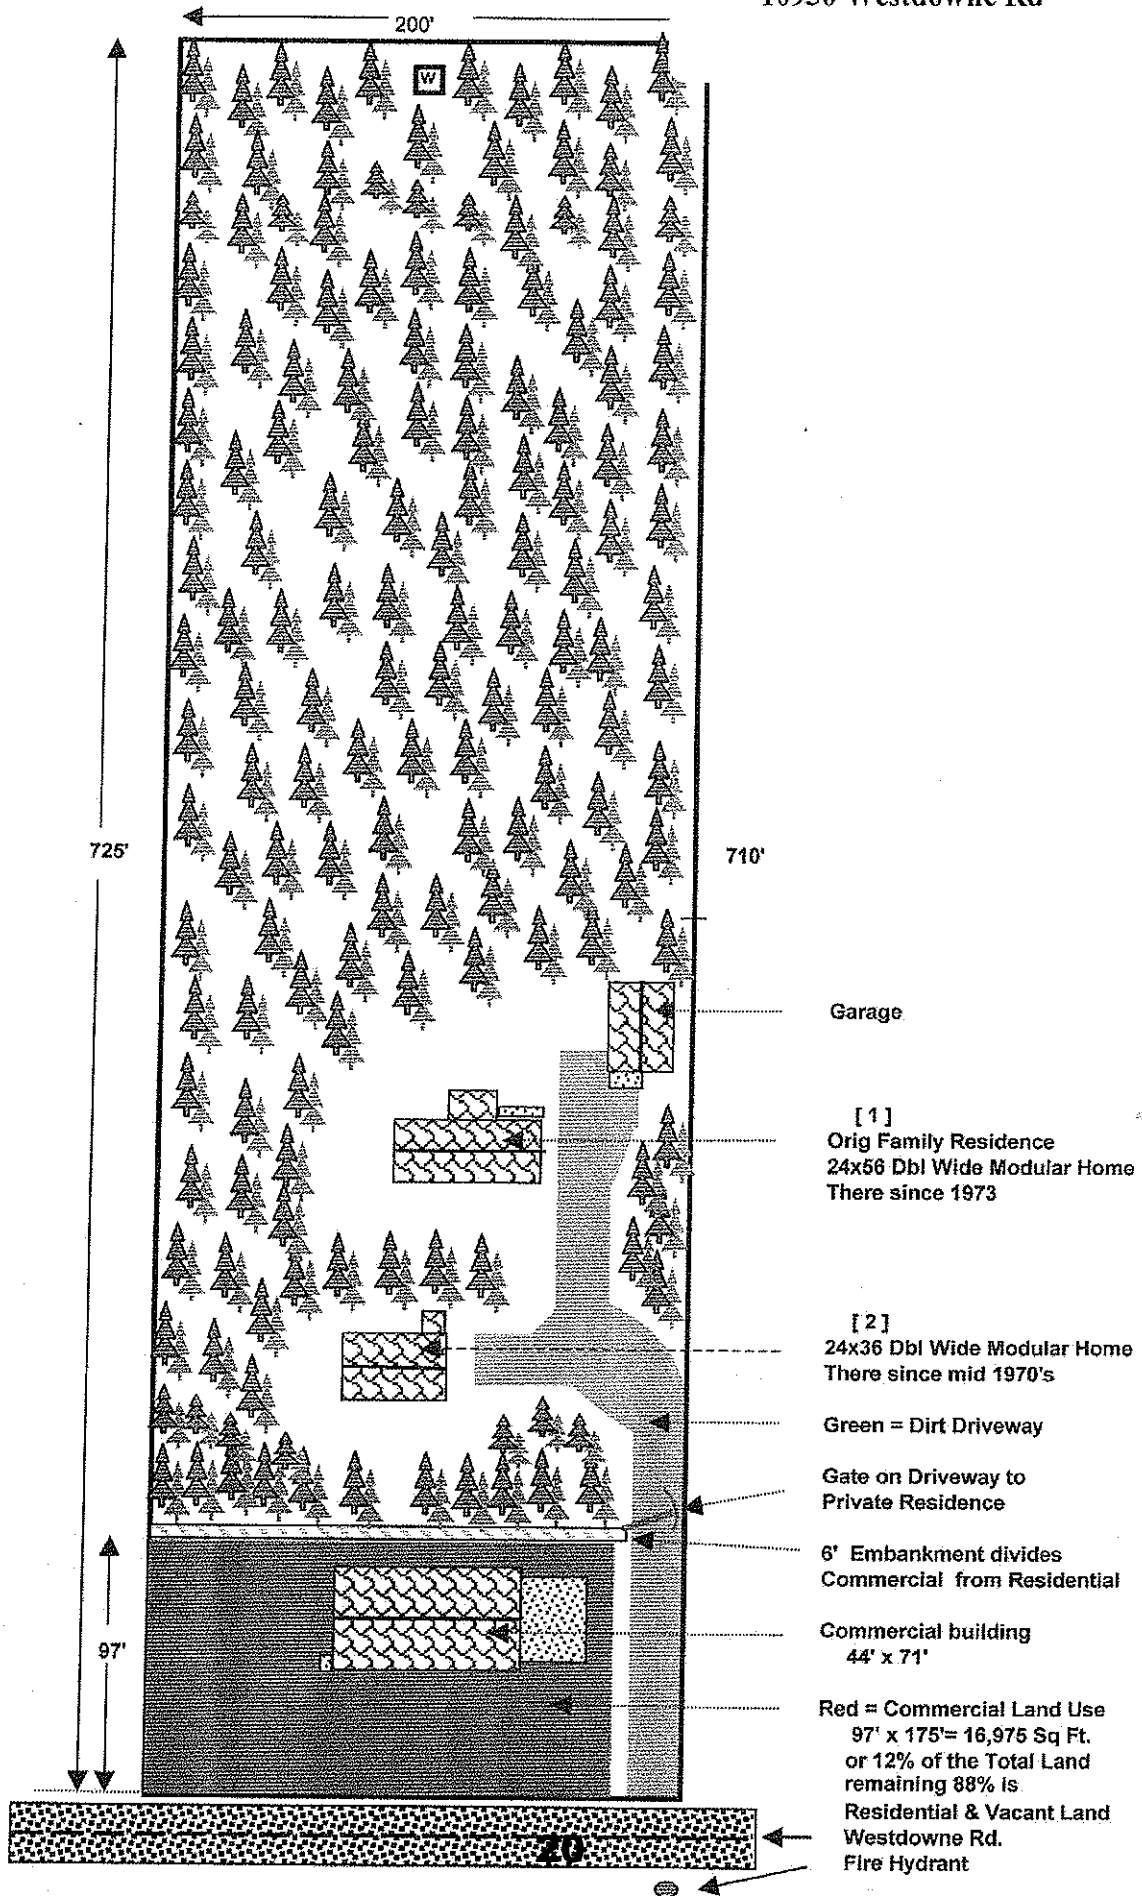 10930 Westdowne Rd
200'
W
725'
710'
Garage
[ 1 ]
Orig Family Residence
24x56 Dbl Wide Modular Home
There since 1973
[ 2 ]
24x36 Dbl Wide Modular Home
There since mid 1970's
Green = Dirt Driveway
Gate on Driveway to
Private Residence
6' Embankment divides
Commercial from Residential
Commercial building
44' x 71'
97'
Red = Commercial Land Use
97' x 175'= 16,975 Sq Ft.
or 12% of the Total Land
remaining 88% is
Residential & Vacant Land
Westdowne Rd.
20
Fire Hydrant